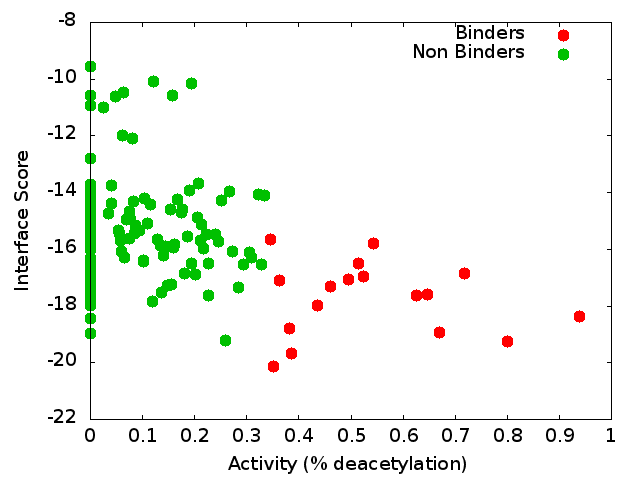 Binders
Non Binders
-8
-10
-12
-14
-16
-18
-20
-22
Interface Score
0 0.1 0.2 0.3 0.4 0.5 0.6 0.7 0.8 0.9 1
Activity (% deacetylation)